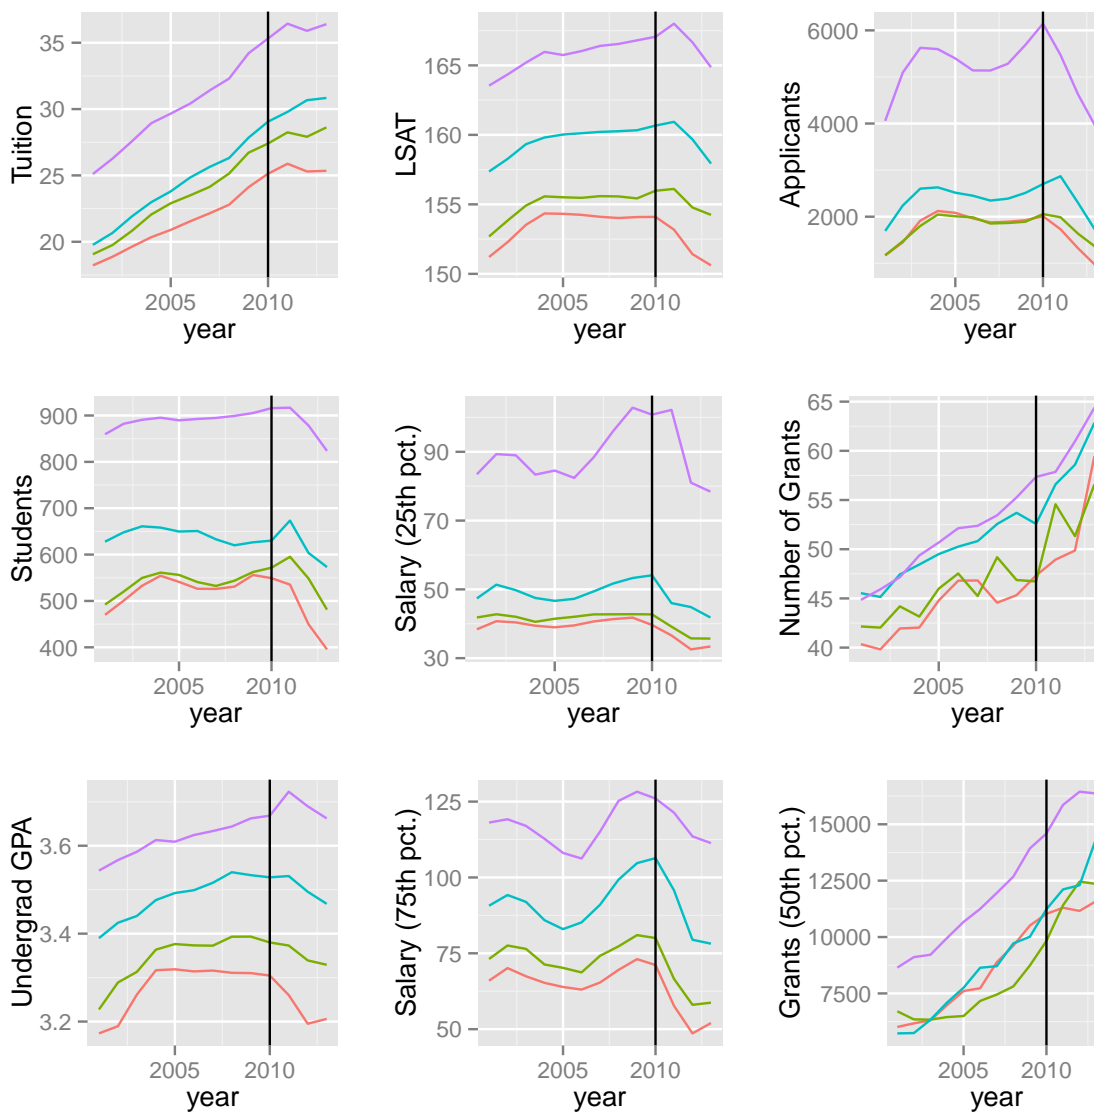 Tuition
35
30
25
20
2005 2010
year
LSAT
165
160
155
150
2005 2010
year
Applicants
6000
4000
2000
2005 2010
year
Students
900
800
700
600
500
400
2005 2010
year
Salary (25th pct.)
90
70
50
30
2005 2010
year
Number of Grants
65
60
55
50
45
40
2005 2010
year
Undergrad GPA
3.6
3.4
3.2
2005 2010
year
Salary (75th pct.)
125
100
75
50
2005 2010
year
Grants (50th pct.)
15000
12500
10000
7500
2005 2010
year